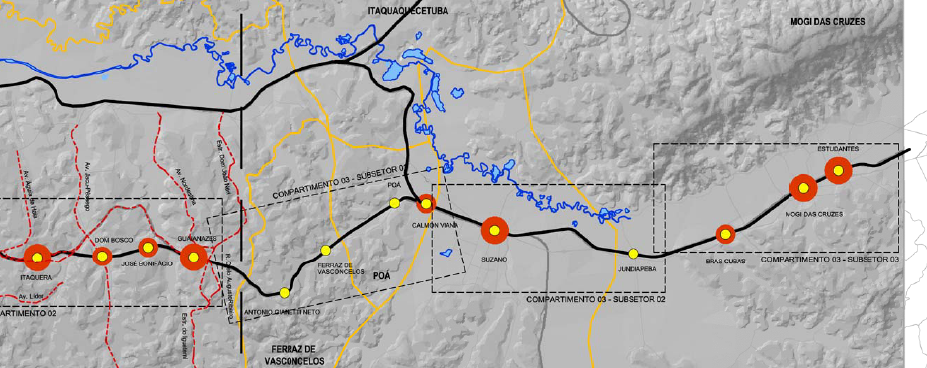 ITAQUAQUECETUBA
MOGI DAS CRUZES
ESTUDANTES
COMPARTIMENTO 03 - SUBSETOR 01
POÁ
MOGI DAS CRUZES
CALMON VIANA
DOM BOSCO
GUAIANAZES
SUZANO
BRAS CUBAS
COMPARTIMENTO 03 - SUBSETOR 03
JOSÉ BONIFÁCIO
FERRAZ DE
VASCONCELOS
JUNDIAPEBA
ITAQUERA
POÁ
Av. Líder
COMPARTIMENTO 03 - SUBSETOR 02
ARTIMENTO 02
ANTONIO GIANETTI NETO
FERRAZ DE
VASCONCELOS